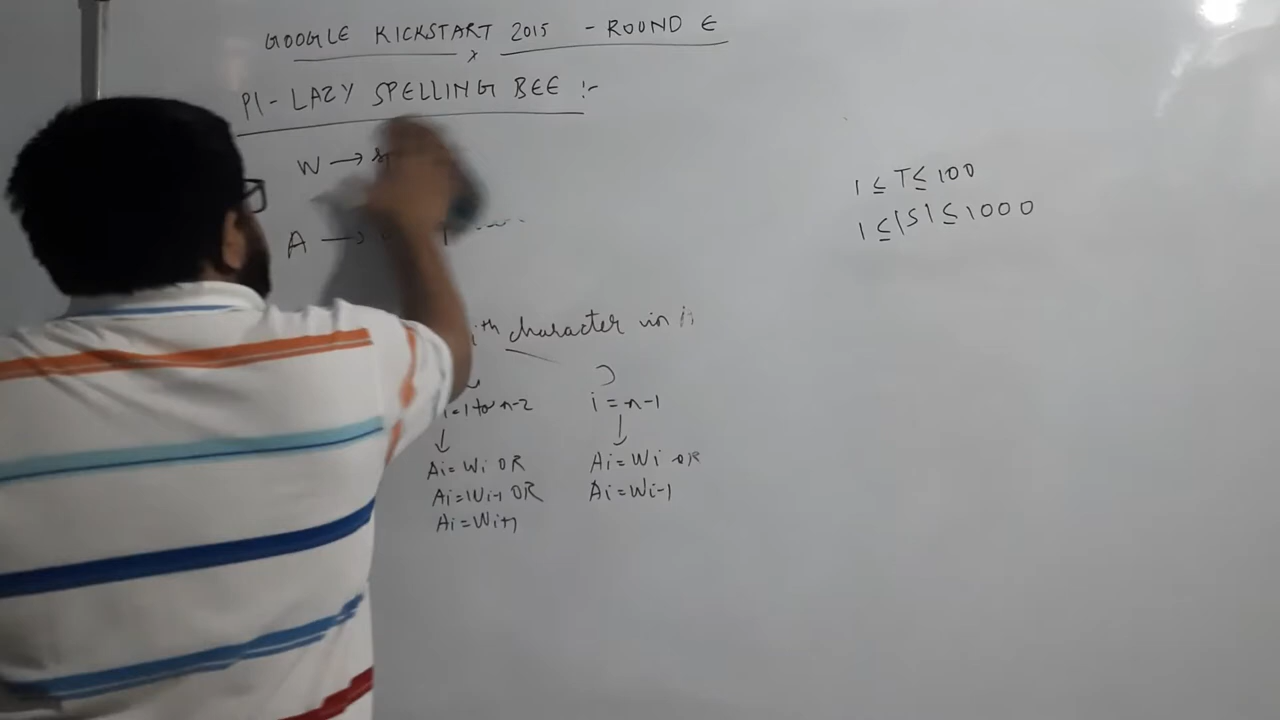 GOOGLE KICKSTART 2015 - ROUND E
P1 - LAZY SPELLING BEE :-
W →
A →
1 ≤ T ≤ 100
1 ≤ |S| ≤ 1000
ith character in
i=1 to n-2
i = n-1
Ai = Wi OR
Ai = Wi-1 OR
Ai = Wi+1
Ai = Wi OR
Ai = Wi-1